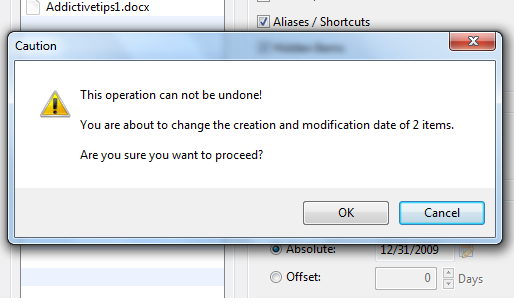 Addictivetips1.docx
Aliases / Shortcuts
Hidden Items
Caution
This operation can not be undone!
You are about to change the creation and modification date of 2 items.
Are you sure you want to proceed?
OK
Cancel
Absolute:
12/31/2009
Offset:
0
Days